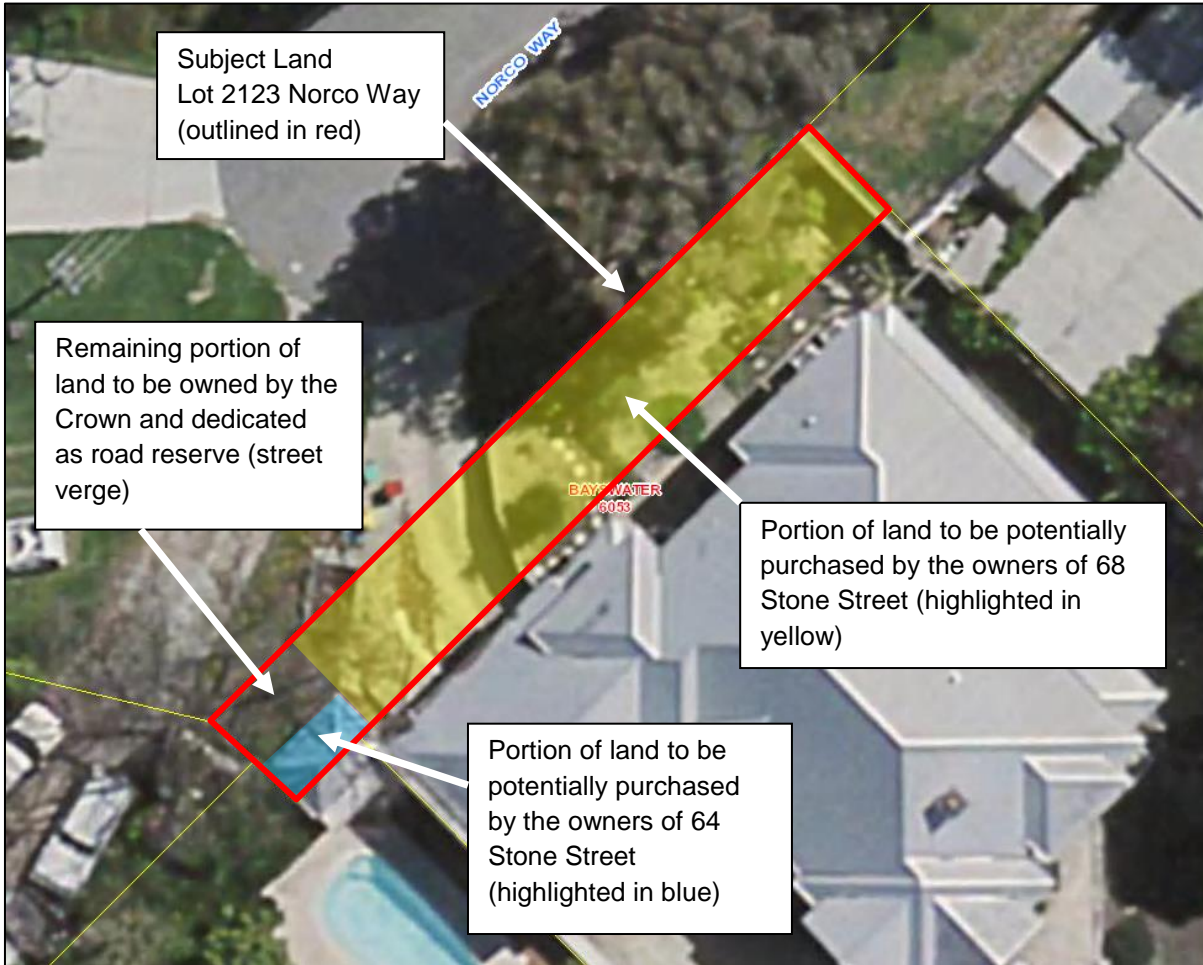 Subject Land
Lot 2123 Norco Way
(outlined in red)
NORCO WAY
Remaining portion of
land to be owned by the
Crown and dedicated
as road reserve (street
verge)
BAYSWATER
6053
Portion of land to be potentially
purchased by the owners of 68
Stone Street (highlighted in
yellow)
Portion of land to be
potentially purchased
by the owners of 64
Stone Street
(highlighted in blue)